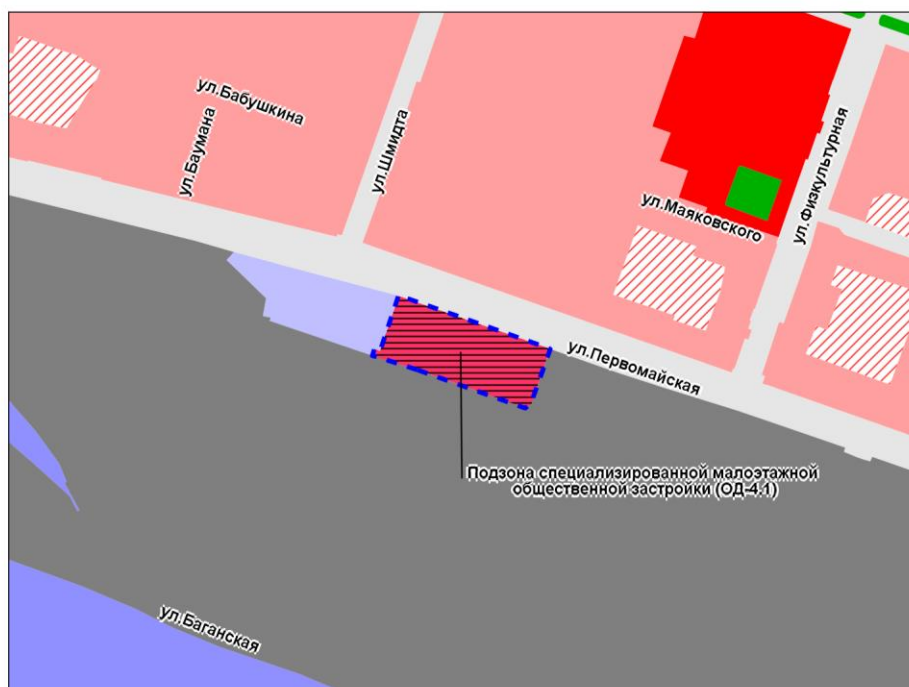 ул.Бабушкина
ул.Баумана
ул.Шмидта
ул.Физкультурная
ул.Маяковского
ул.Первомайская
Подзона специализированной малоэтажной
общественной застройки (ОД-4.1)
ул.Баганская